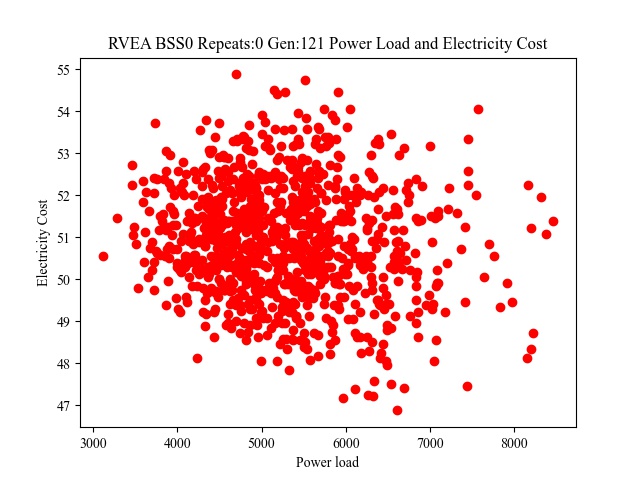 RVEA BSS0 Repeats:0 Gen:121 Power Load and Electricity Cost
55
54
53
52
51
50
49
48
47
Electricity Cost
3000 4000 5000 6000 7000 8000
Power load